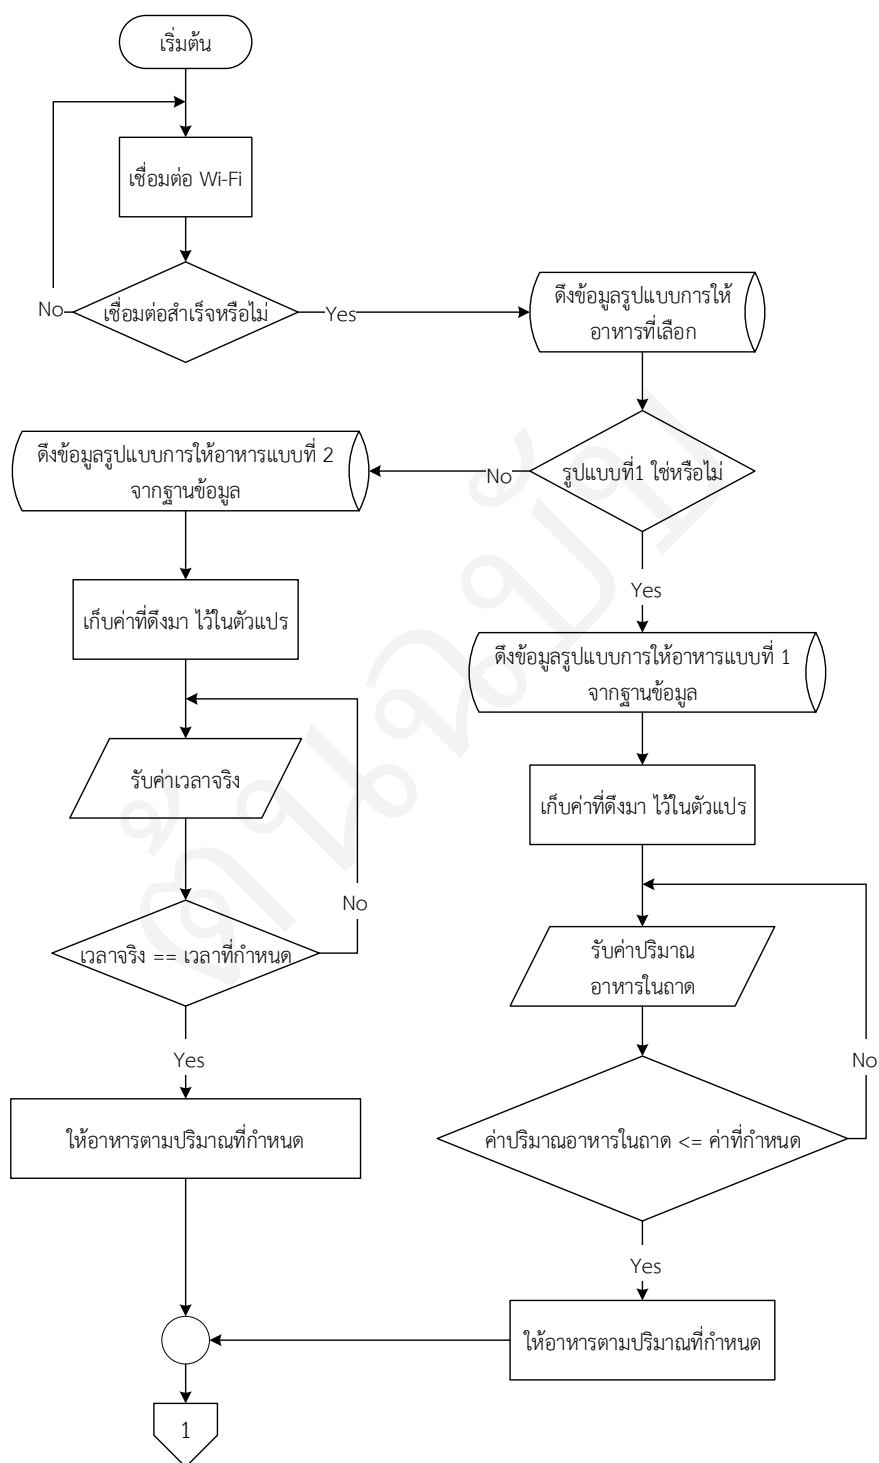 เริ่มต้น
เชื่อมต่อ Wi-Fi
เชื่อมต่อสำเร็จหรือไม่
No
Yes
ดึงข้อมูลรูปแบบการให้
อาหารที่เลือก
รูปแบบที่1 ใช่หรือไม่
No
Yes
ดึงข้อมูลรูปแบบการให้อาหารแบบที่ 2
จากฐานข้อมูล
เก็บค่าที่ดึงมา ไว้ในตัวแปร
รับค่าเวลาจริง
No
เวลาจริง == เวลาที่กำหนด
Yes
ให้อาหารตามปริมาณที่กำหนด
ดึงข้อมูลรูปแบบการให้อาหารแบบที่ 1
จากฐานข้อมูล
เก็บค่าที่ดึงมา ไว้ในตัวแปร
รับค่าปริมาณ
อาหารในถาด
No
ค่าปริมาณอาหารในถาด <= ค่าที่กำหนด
Yes
ให้อาหารตามปริมาณที่กำหนด
1
ต้นฉบับ